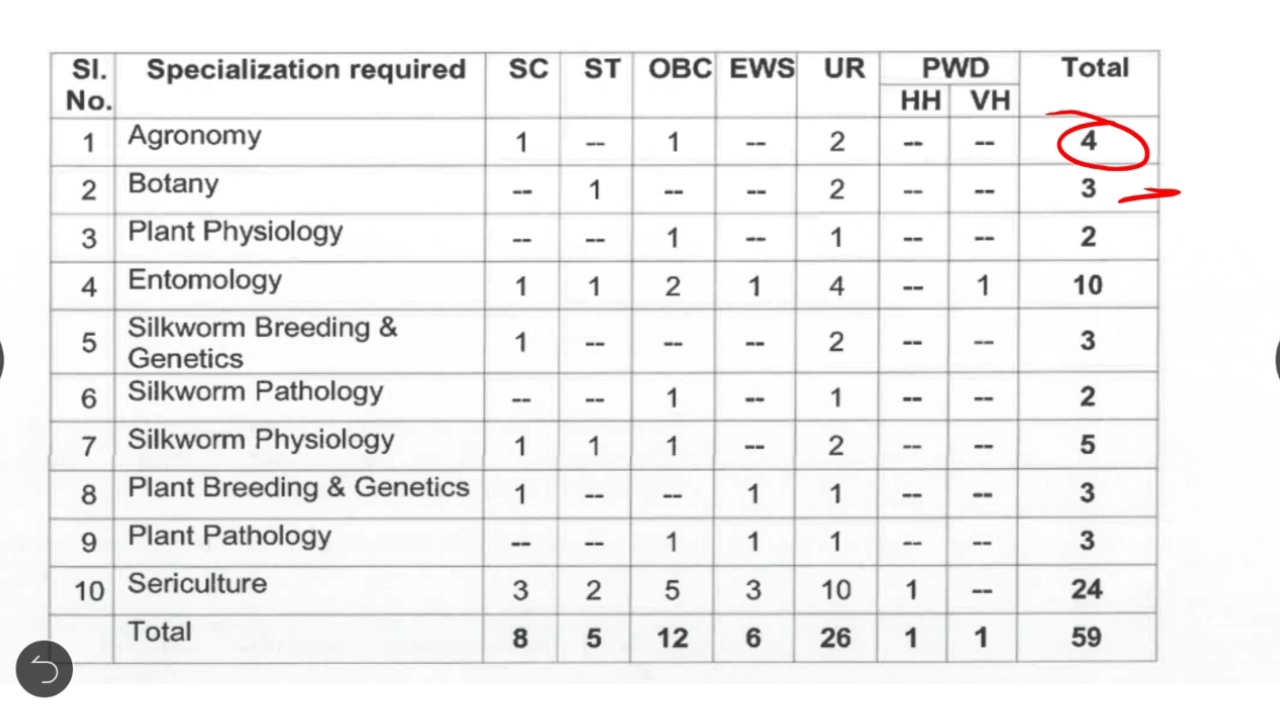 Sl. No. Specialization required SC ST OBC EWS UR PWD Total
HH VH
1 Agronomy 1 -- 1 -- 2 -- -- 4
2 Botany -- 1 -- -- 2 -- -- 3
3 Plant Physiology -- -- 1 -- 1 -- -- 2
4 Entomology 1 1 2 1 4 -- 1 10
5 Silkworm Breeding & Genetics 1 -- -- -- 2 -- -- 3
6 Silkworm Pathology -- -- 1 -- 1 -- -- 2
7 Silkworm Physiology 1 1 1 -- 2 -- -- 5
8 Plant Breeding & Genetics 1 -- -- 1 1 -- -- 3
9 Plant Pathology -- -- 1 1 1 -- -- 3
10 Sericulture 3 2 5 3 10 1 -- 24
Total 8 5 12 6 26 1 1 59